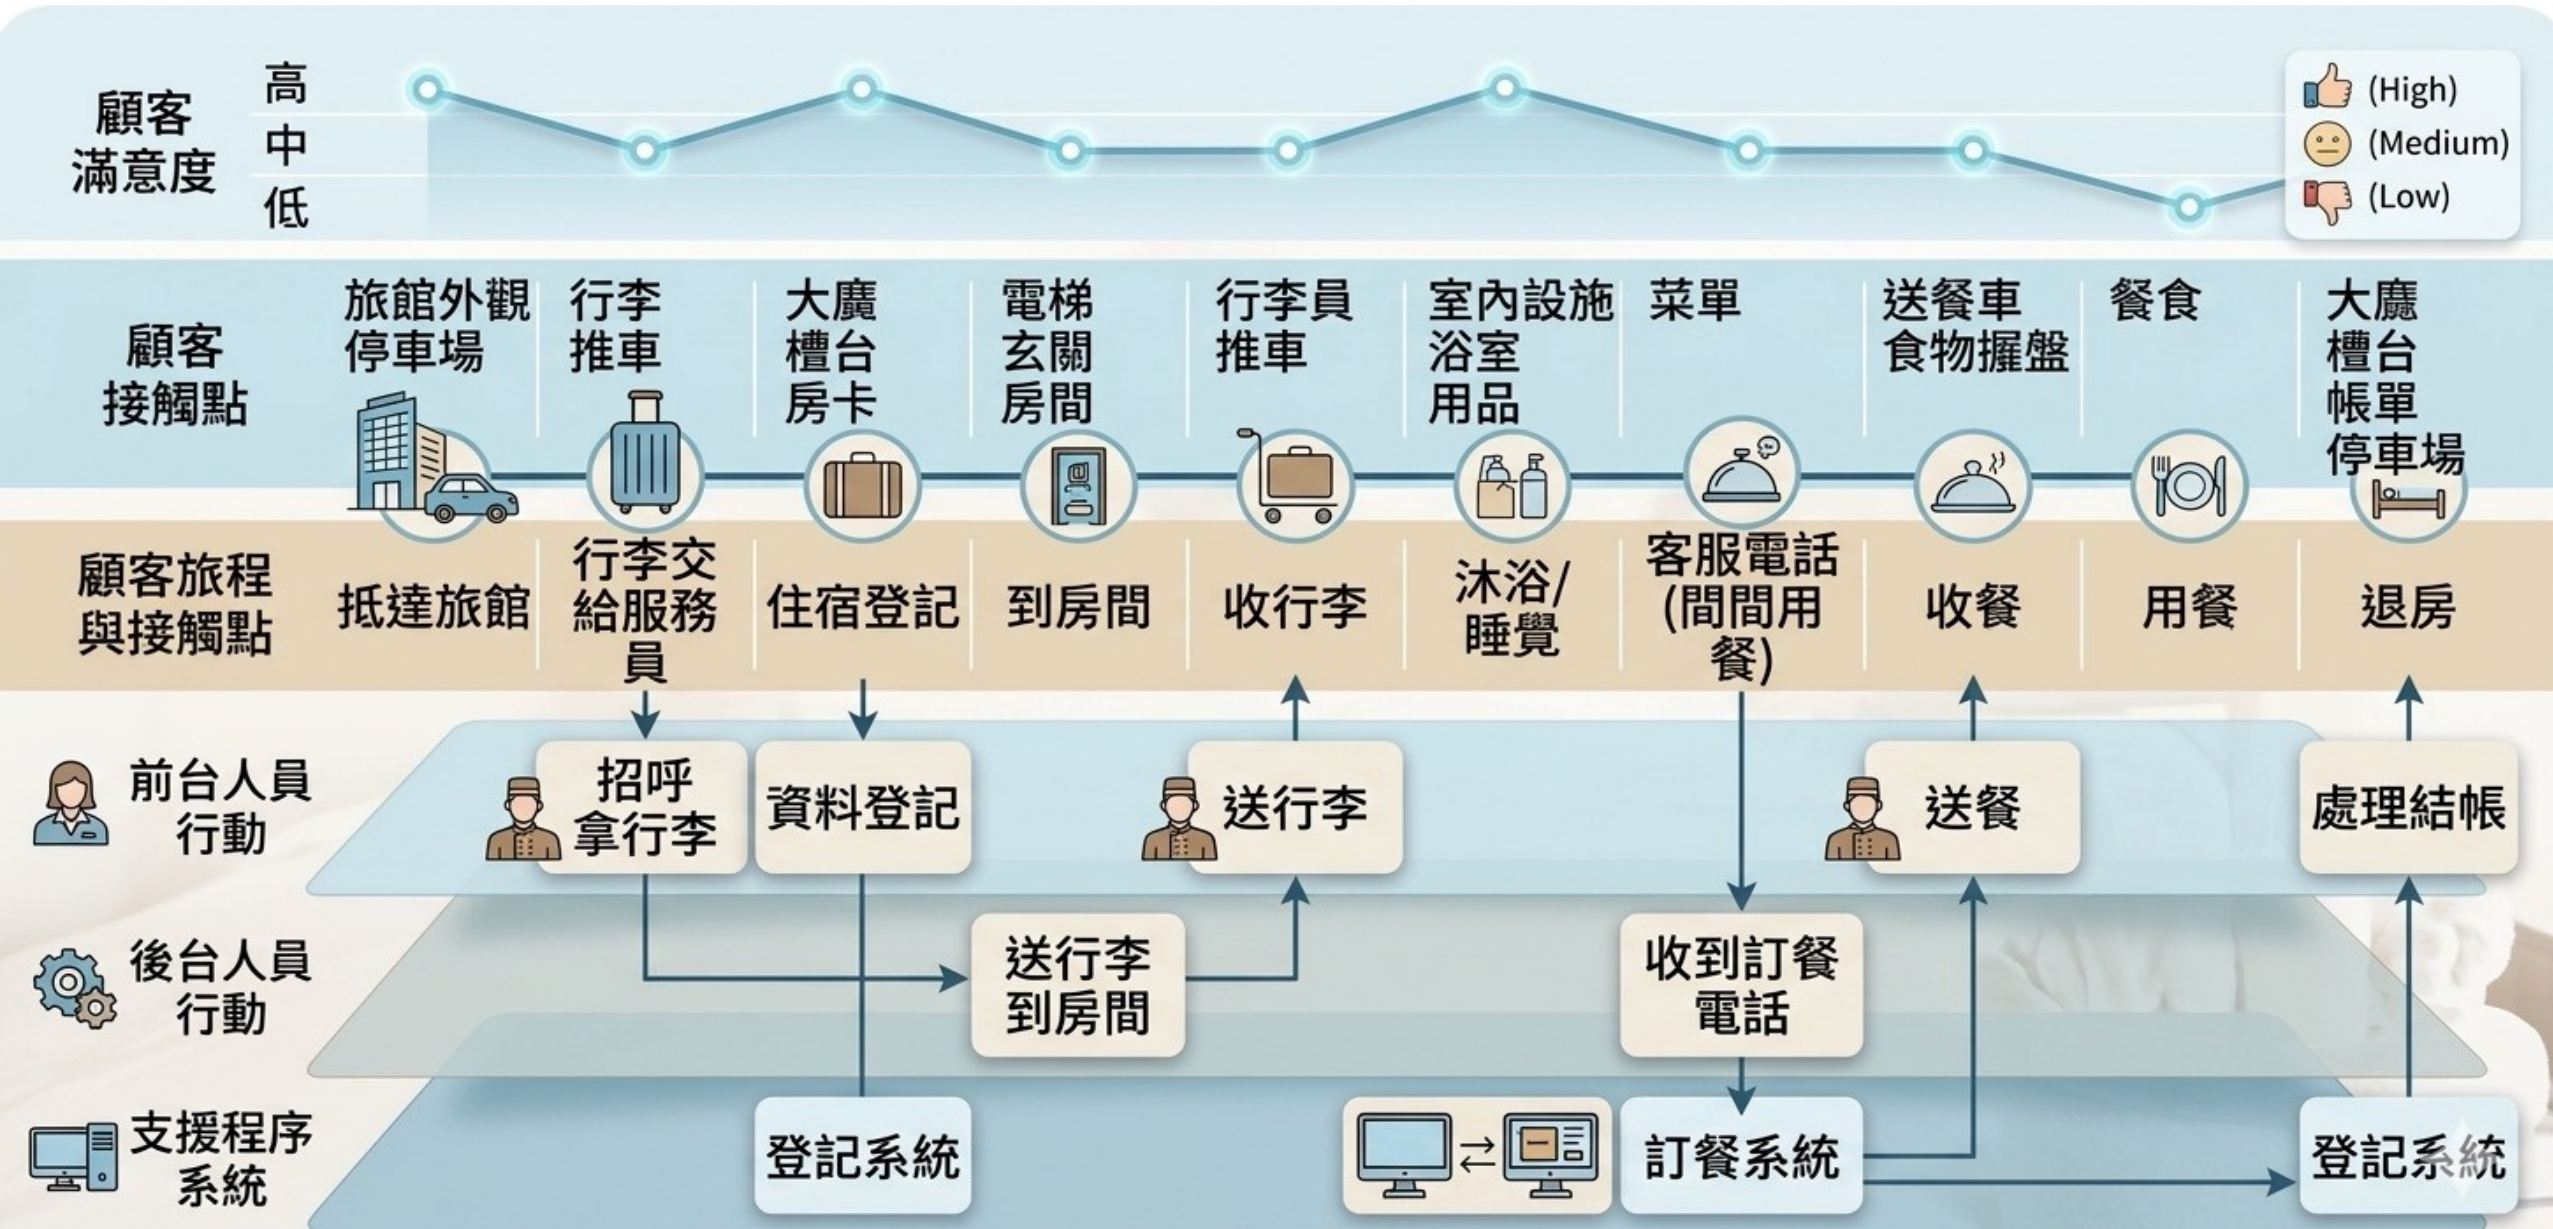 顧客
滿意度
高
中
低
(High)
(Medium)
(Low)
顧客
接觸點
旅館外觀
停車場
行李
推車
大廳
檯台
房卡
電梯
玄關
房間
行李員
推車
室內設施
浴室
用品
菜單
送餐車
食物擺盤
餐食
大廳
檯台
帳單
停車場
顧客旅程
與接觸點
抵達旅館
行李交
給服務
員
住宿登記
到房間
收行李
沐浴/
睡覺
客服電話
(間間用
餐)
收餐
用餐
退房
前台人員
行動
招呼
拿行李
資料登記
送行李
送餐
處理結帳
後台人員
行動
送行李
到房間
收到訂餐
電話
支援程序
系統
登記系統
訂餐系統
登記系統